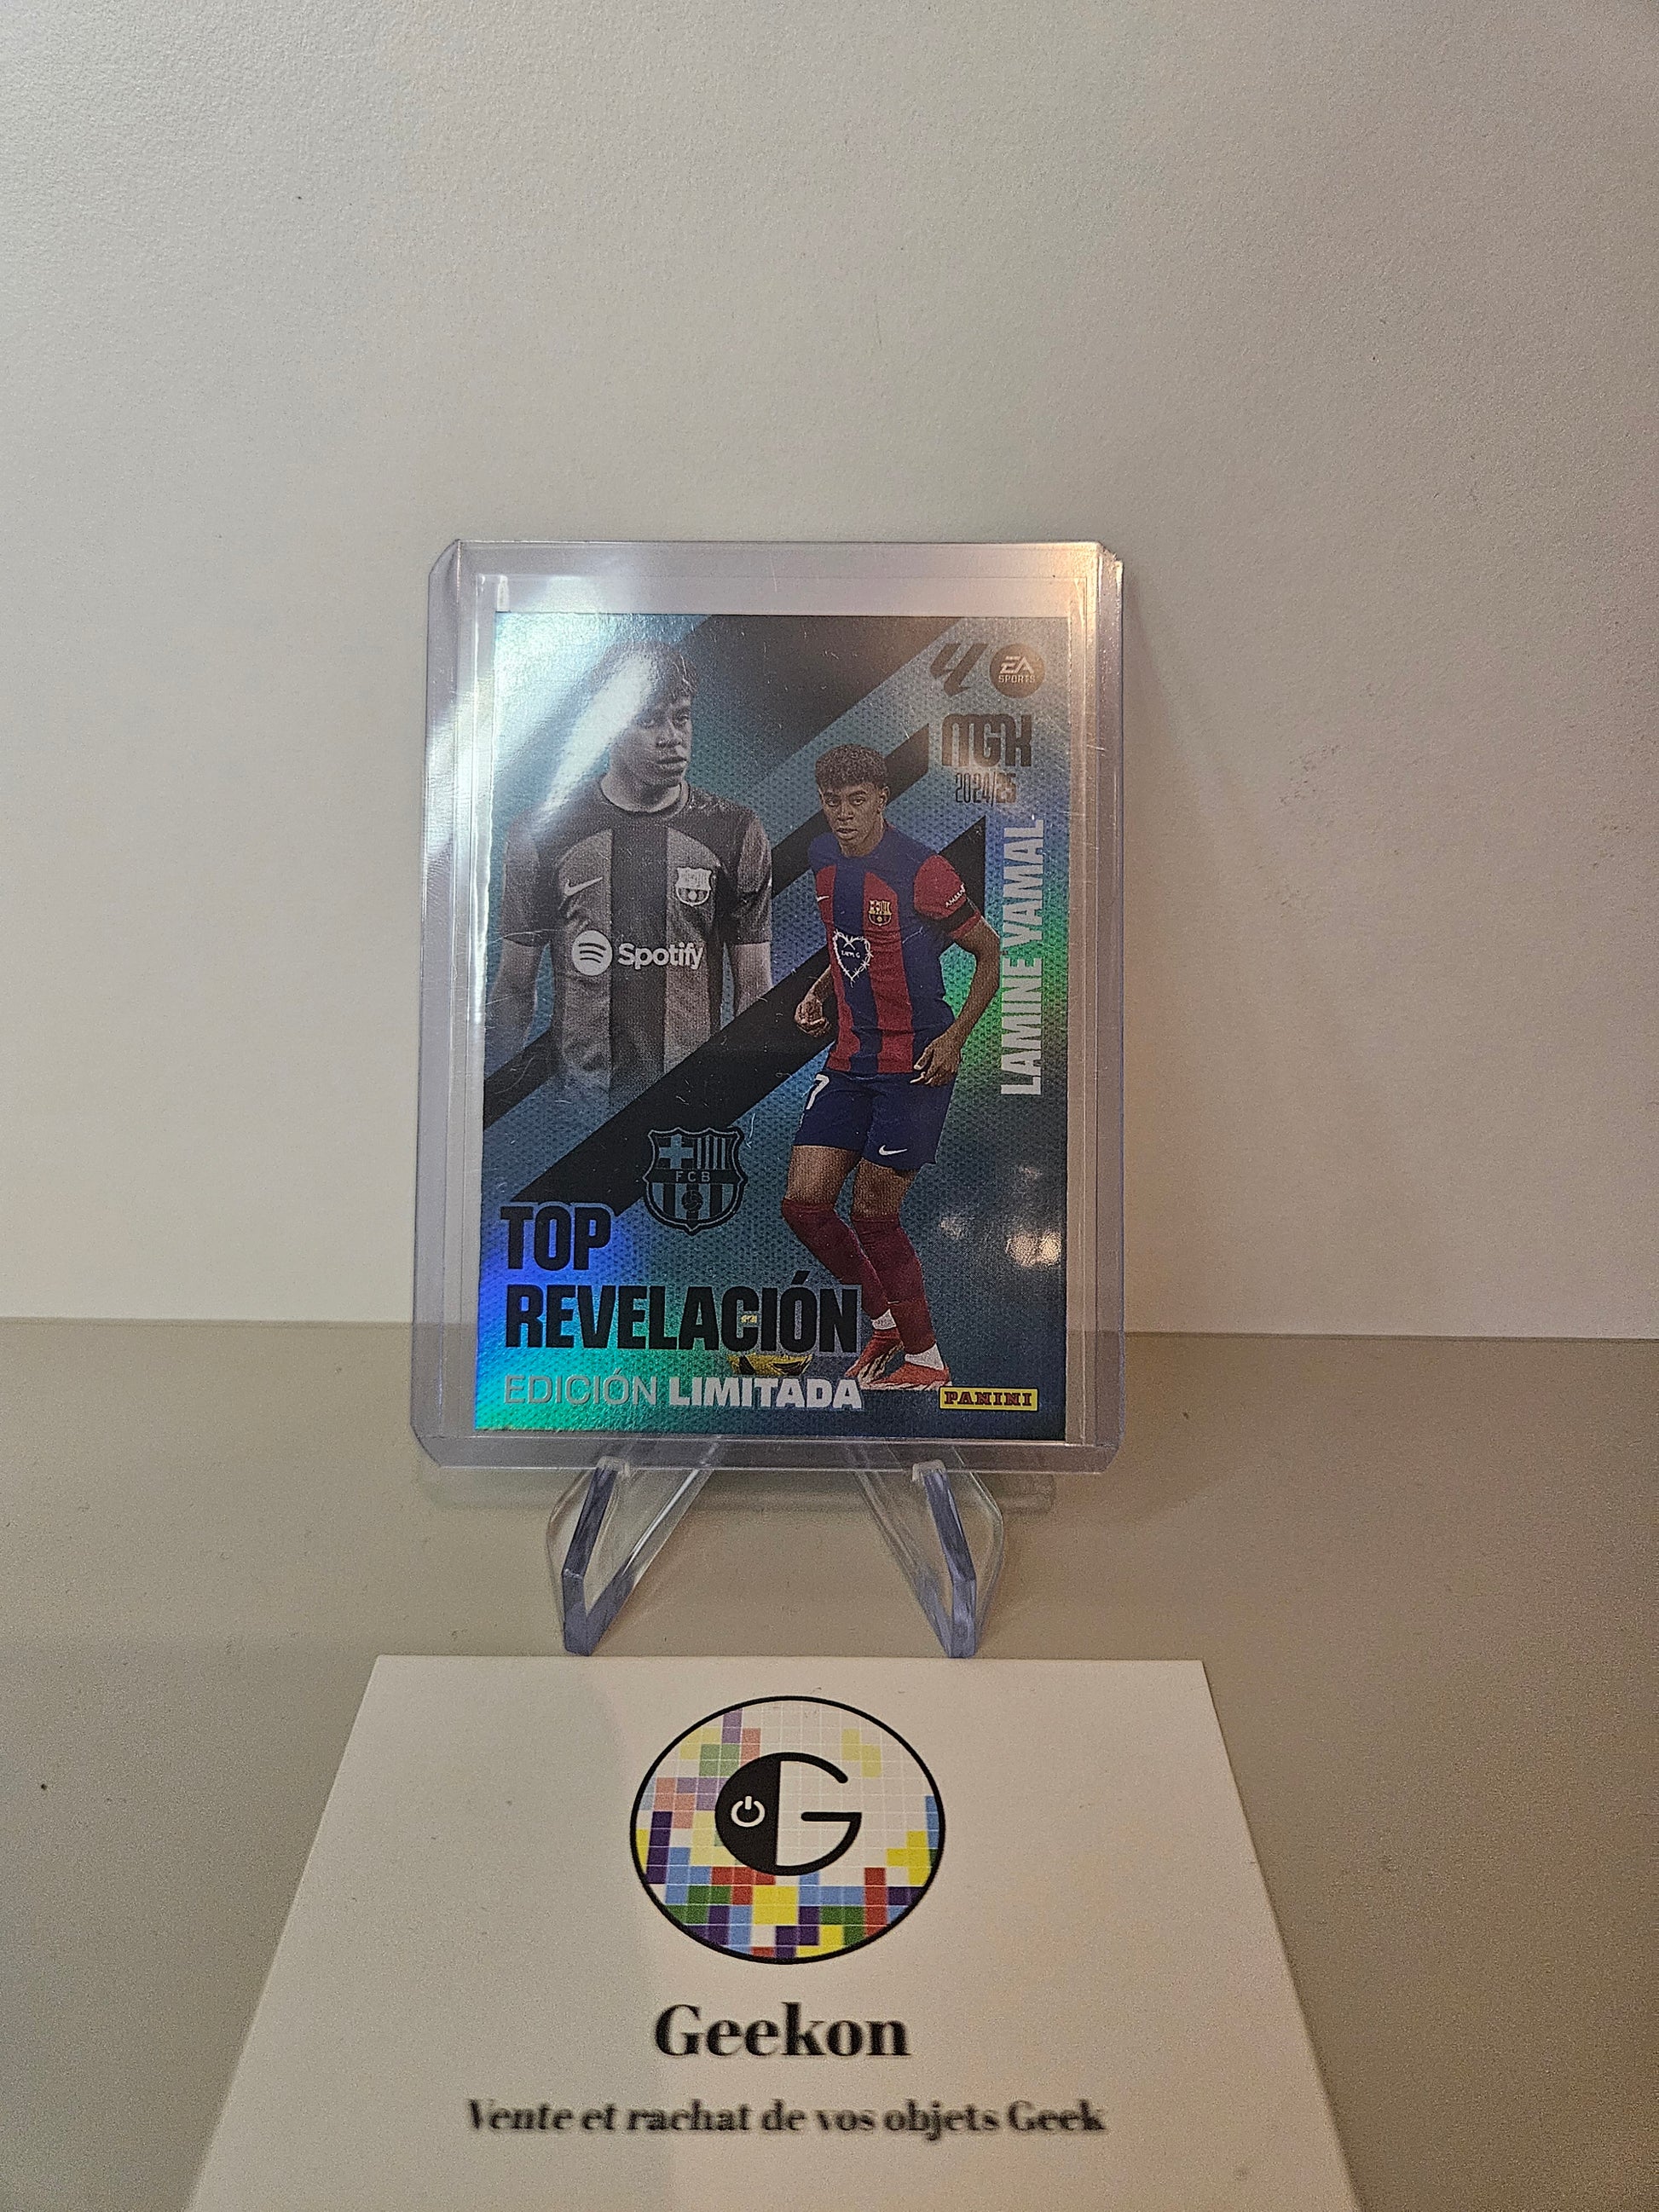 EA
SPORTS
MGK
2024/25
LAMINE YAMAL
Spotify
7
FCB
TOP
REVELACIÓN
EDICIÓN LIMITADA
PANINI
G
Geekon
Vente et rachat de vos objets Geek